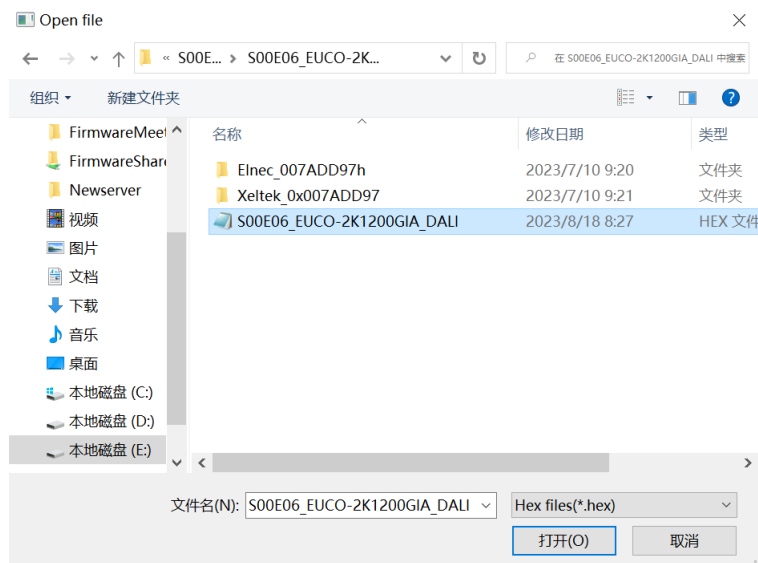 Open file
« S00E... › S00E06_EUCO-2K...
在 S00E06_EUCO-2K1200GIA_DALI 中搜索
组织 新建文件夹
?
FirmwareMeet
FirmwareShare
Newserver
视频
图片
文档
下载
音乐
桌面
本地磁盘 (C:)
本地磁盘 (D:)
本地磁盘 (E:)
名称 修改日期 类型
Elnec_007ADD97h 2023/7/10 9:20 文件夹
Xeltek_0x007ADD97 2023/7/10 9:21 文件夹
S00E06_EUCO-2K1200GIA_DALI 2023/8/18 8:27 HEX 文件
文件名(N): S00E06_EUCO-2K1200GIA_DALI Hex files(*.hex)
打开(O) 取消